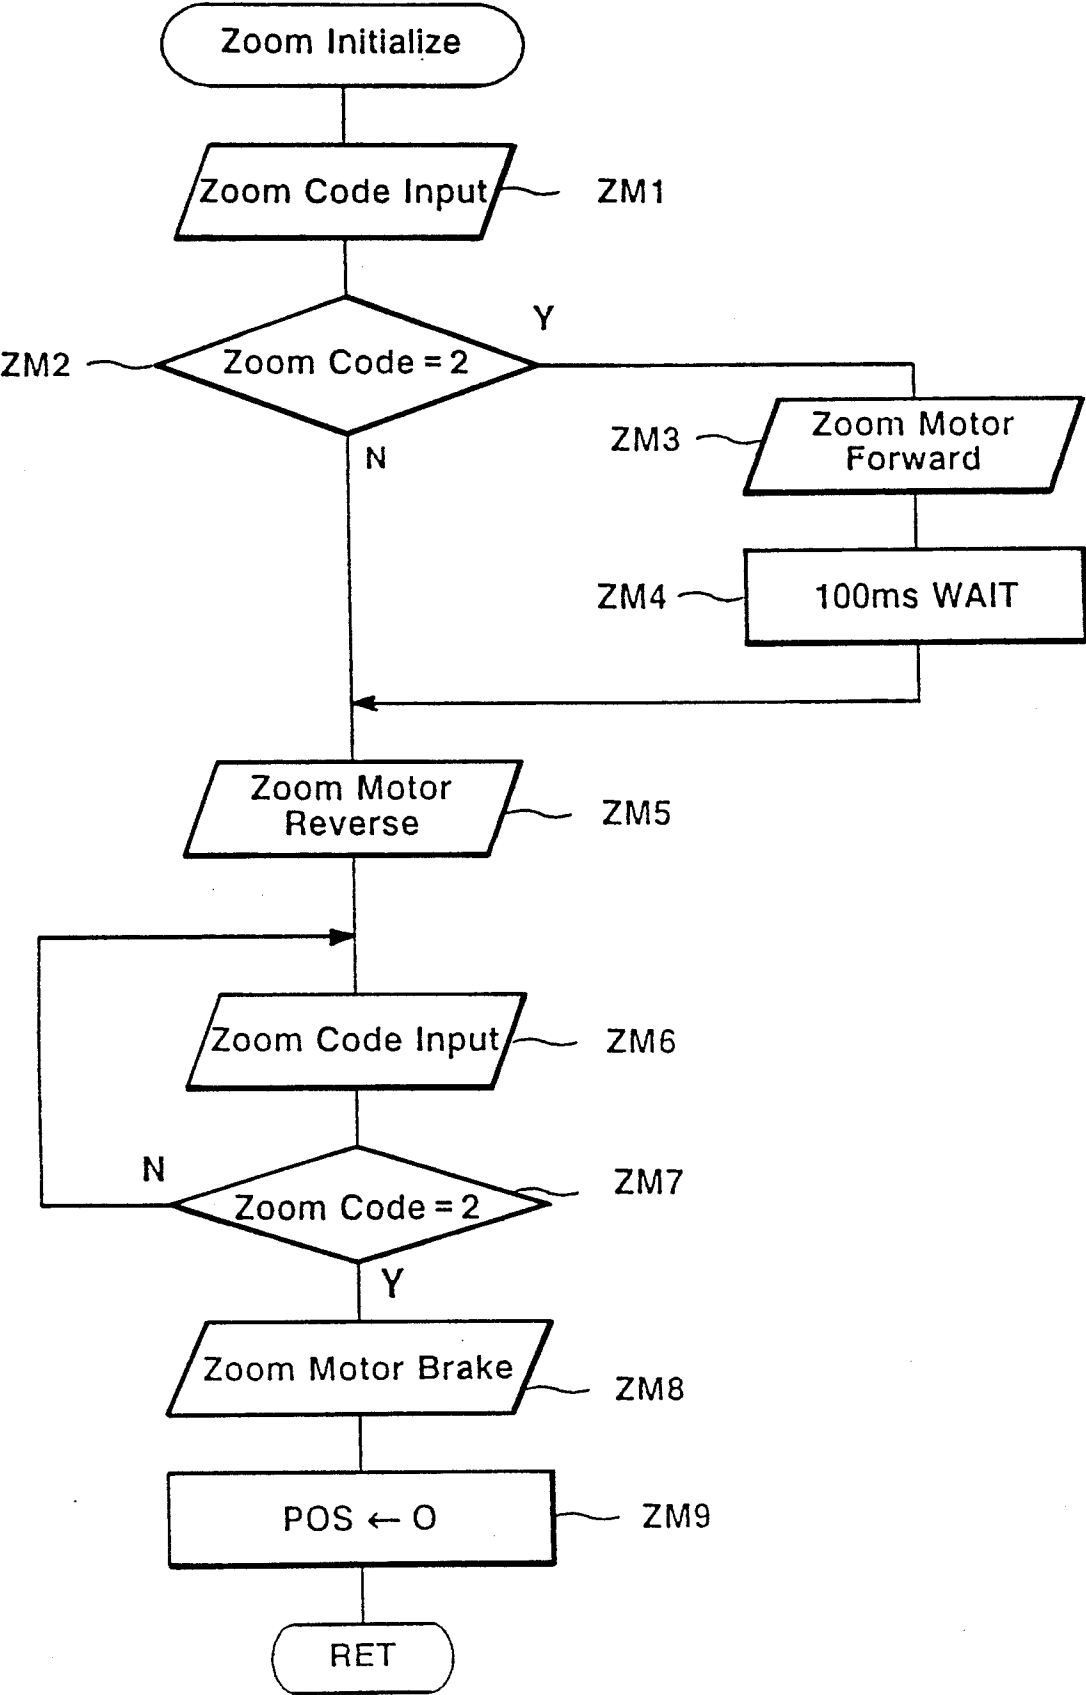 Zoom Initialize
Zoom Code Input
ZM1
Y
ZM2
Zoom Code = 2
N
ZM3
Zoom Motor
Forward
ZM4
100ms WAIT
Zoom Motor
Reverse
ZM5
Zoom Code Input
ZM6
N
Zoom Code = 2
ZM7
Y
Zoom Motor Brake
ZM8
POS ← O
ZM9
RET